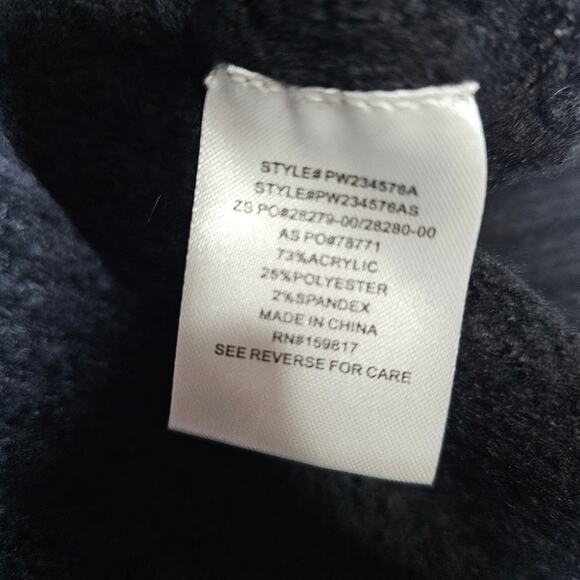 STYLE# PW234576A
STYLE#PW234576AS
ZS PO#28279-00/28280-00
AS PO#78771
73%ACRYLIC
25%POLYESTER
2%SPANDEX
MADE IN CHINA
RN#159817
SEE REVERSE FOR CARE